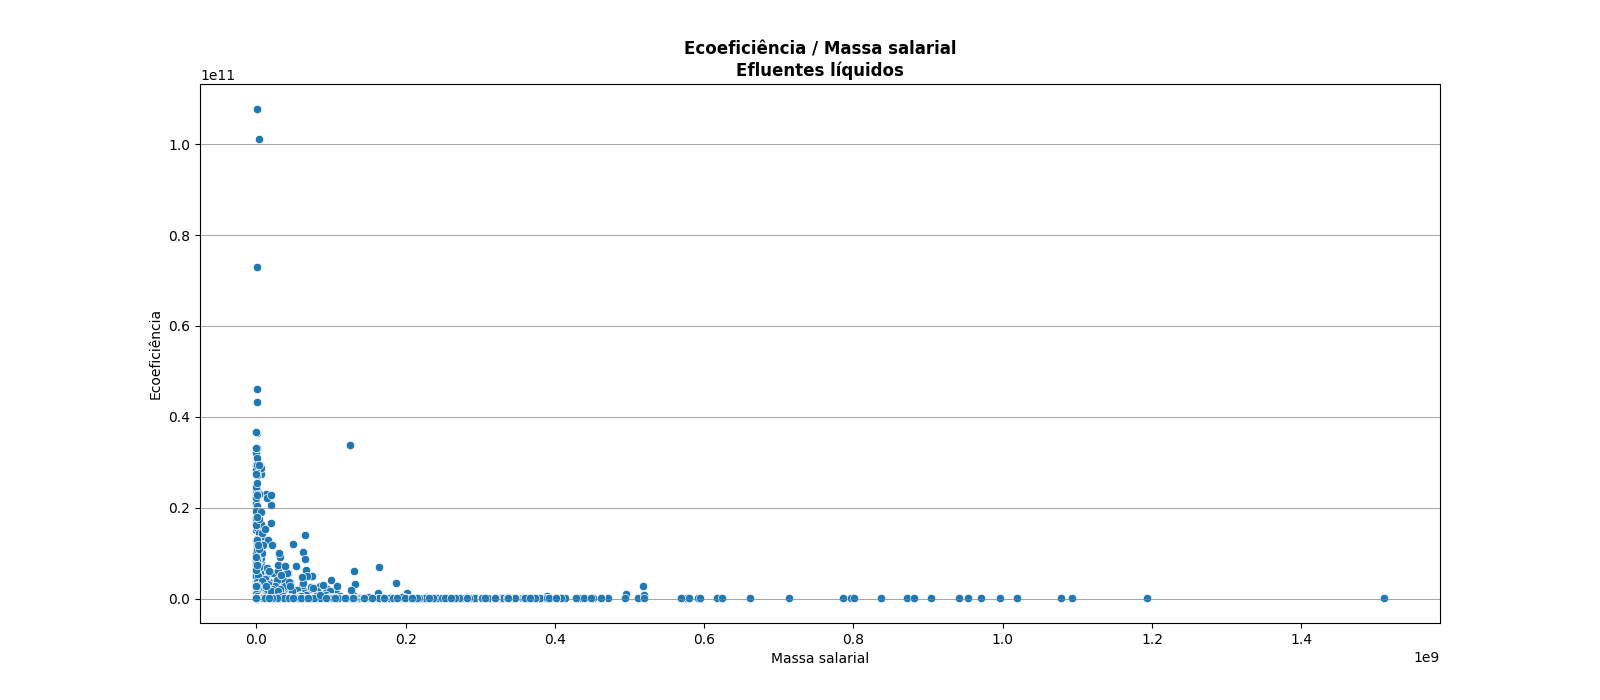 Ecoeficiência / Massa salarial
Efluentes líquidos
1e11
1.0
0.8
0.6
0.4
0.2
0.0
Ecoeficiência
0.0 0.2 0.4 0.6 0.8 1.0 1.2 1.4
Massa salarial
1e9